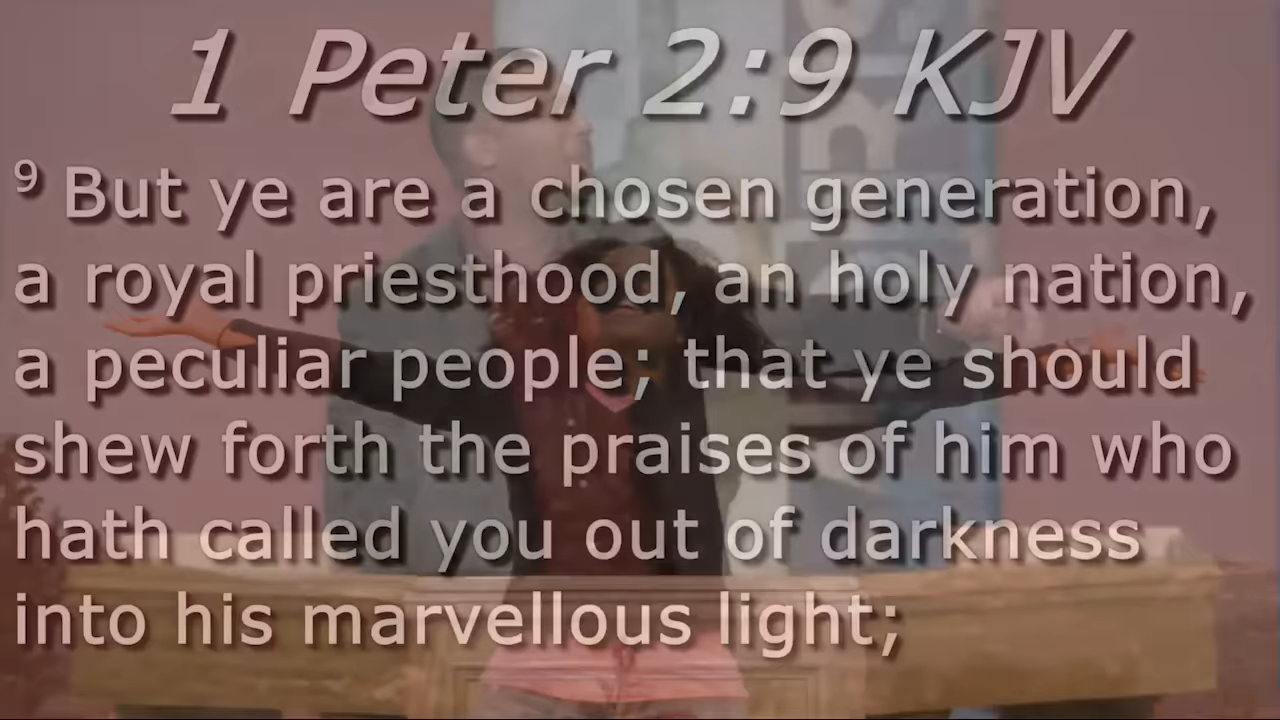 1 Peter 2:9 KJV
9 But ye are a chosen generation,
a royal priesthood, an holy nation,
a peculiar people; that ye should
shew forth the praises of him who
hath called you out of darkness
into his marvellous light;